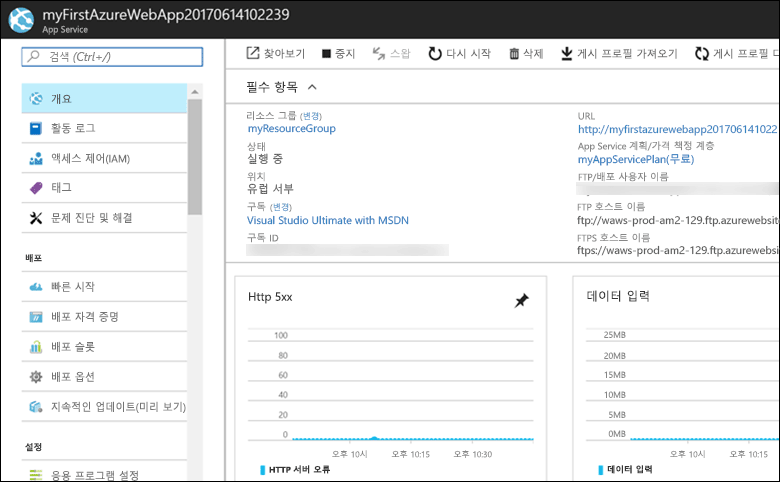 myFirstAzureWebApp20170614102239
App Service
검색 (Ctrl+/)
개요
활동 로그
액세스 제어(IAM)
태그
문제 진단 및 해결
배포
빠른 시작
배포 자격 증명
배포 슬롯
배포 옵션
지속적인 업데이트(미리 보기)
설정
응용 프로그램 설정
찾아보기 중지 스왑 다시 시작 삭제 게시 프로필 가져오기 게시 프로필 다
필수 항목
리소스 그룹 (변경)
myResourceGroup
상태
실행 중
위치
유럽 서부
구독 (변경)
Visual Studio Ultimate with MSDN
구독 ID
URL
http://myfirstazurewebapp201706141022
App Service 계획/가격 책정 계층
myAppServicePlan(무료)
FTP/배포 사용자 이름
FTP 호스트 이름
ftp://waws-prod-am2-129.ftp.azurewebsit
FTPS 호스트 이름
ftps://waws-prod-am2-129.ftp.azurewebsi
Http 5xx
100
80
60
40
20
0
오후 10시 오후 10:15 오후 10:30
HTTP 서버 오류
데이터 입력
25MB
20MB
15MB
10MB
5MB
0MB
오후 10시 오후 10:15
데이터 입력